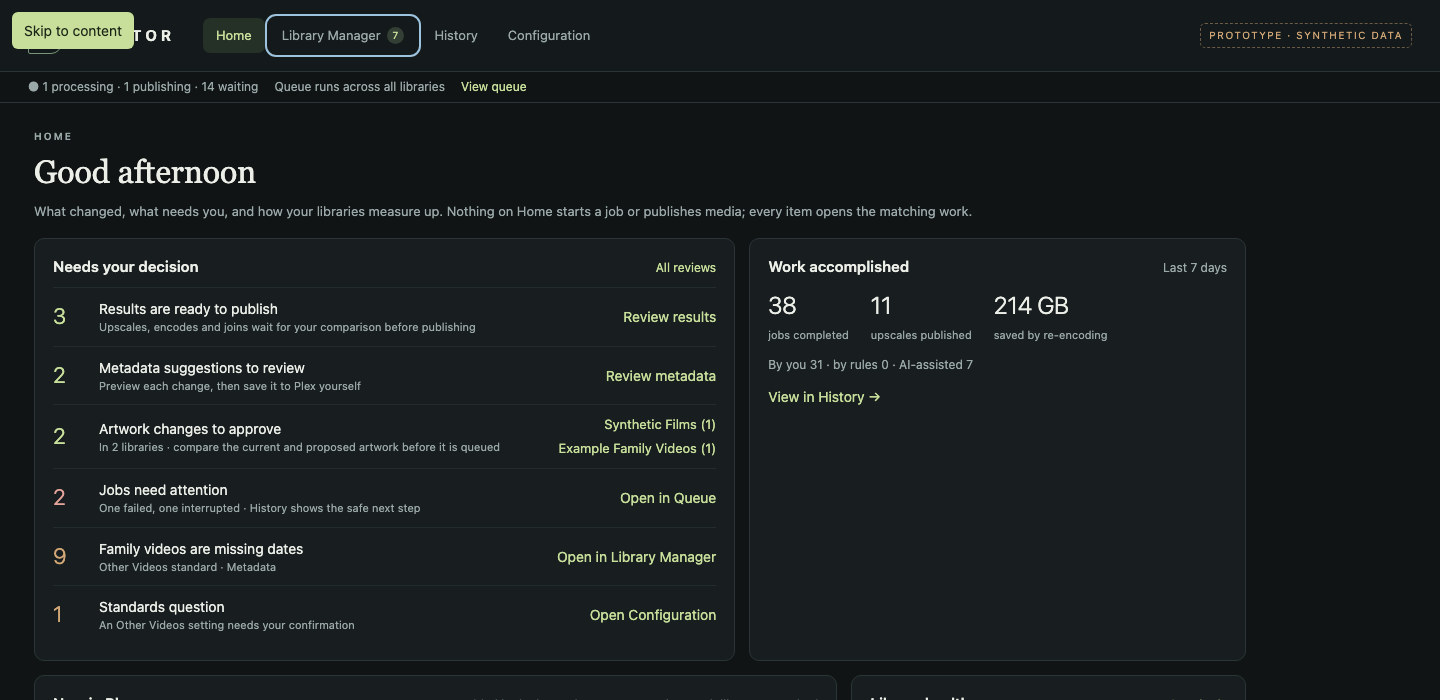 Skip to content
TOR
Home
Library Manager 7
History
Configuration
PROTOTYPE · SYNTHETIC DATA
1 processing · 1 publishing · 14 waiting
Queue runs across all libraries
View queue
HOME
Good afternoon
What changed, what needs you, and how your libraries measure up. Nothing on Home starts a job or publishes media; every item opens the matching work.
Needs your decision
All reviews
3
Results are ready to publish
Upscales, encodes and joins wait for your comparison before publishing
Review results
2
Metadata suggestions to review
Preview each change, then save it to Plex yourself
Review metadata
2
Artwork changes to approve
In 2 libraries · compare the current and proposed artwork before it is queued
Synthetic Films (1)
Example Family Videos (1)
2
Jobs need attention
One failed, one interrupted · History shows the safe next step
Open in Queue
9
Family videos are missing dates
Other Videos standard · Metadata
Open in Library Manager
1
Standards question
An Other Videos setting needs your confirmation
Open Configuration
Work accomplished
Last 7 days
38
jobs completed
11
upscales published
214 GB
saved by re-encoding
By you 31 · by rules 0 · AI-assisted 7
View in History →